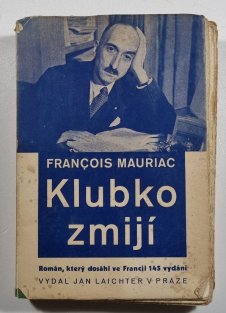 FRANÇOIS MAURIAC
Klubko
zmijí
Román, který dosáhl ve Francii 145 vydání
VYDAL JAN LAICHTER V PRAZE